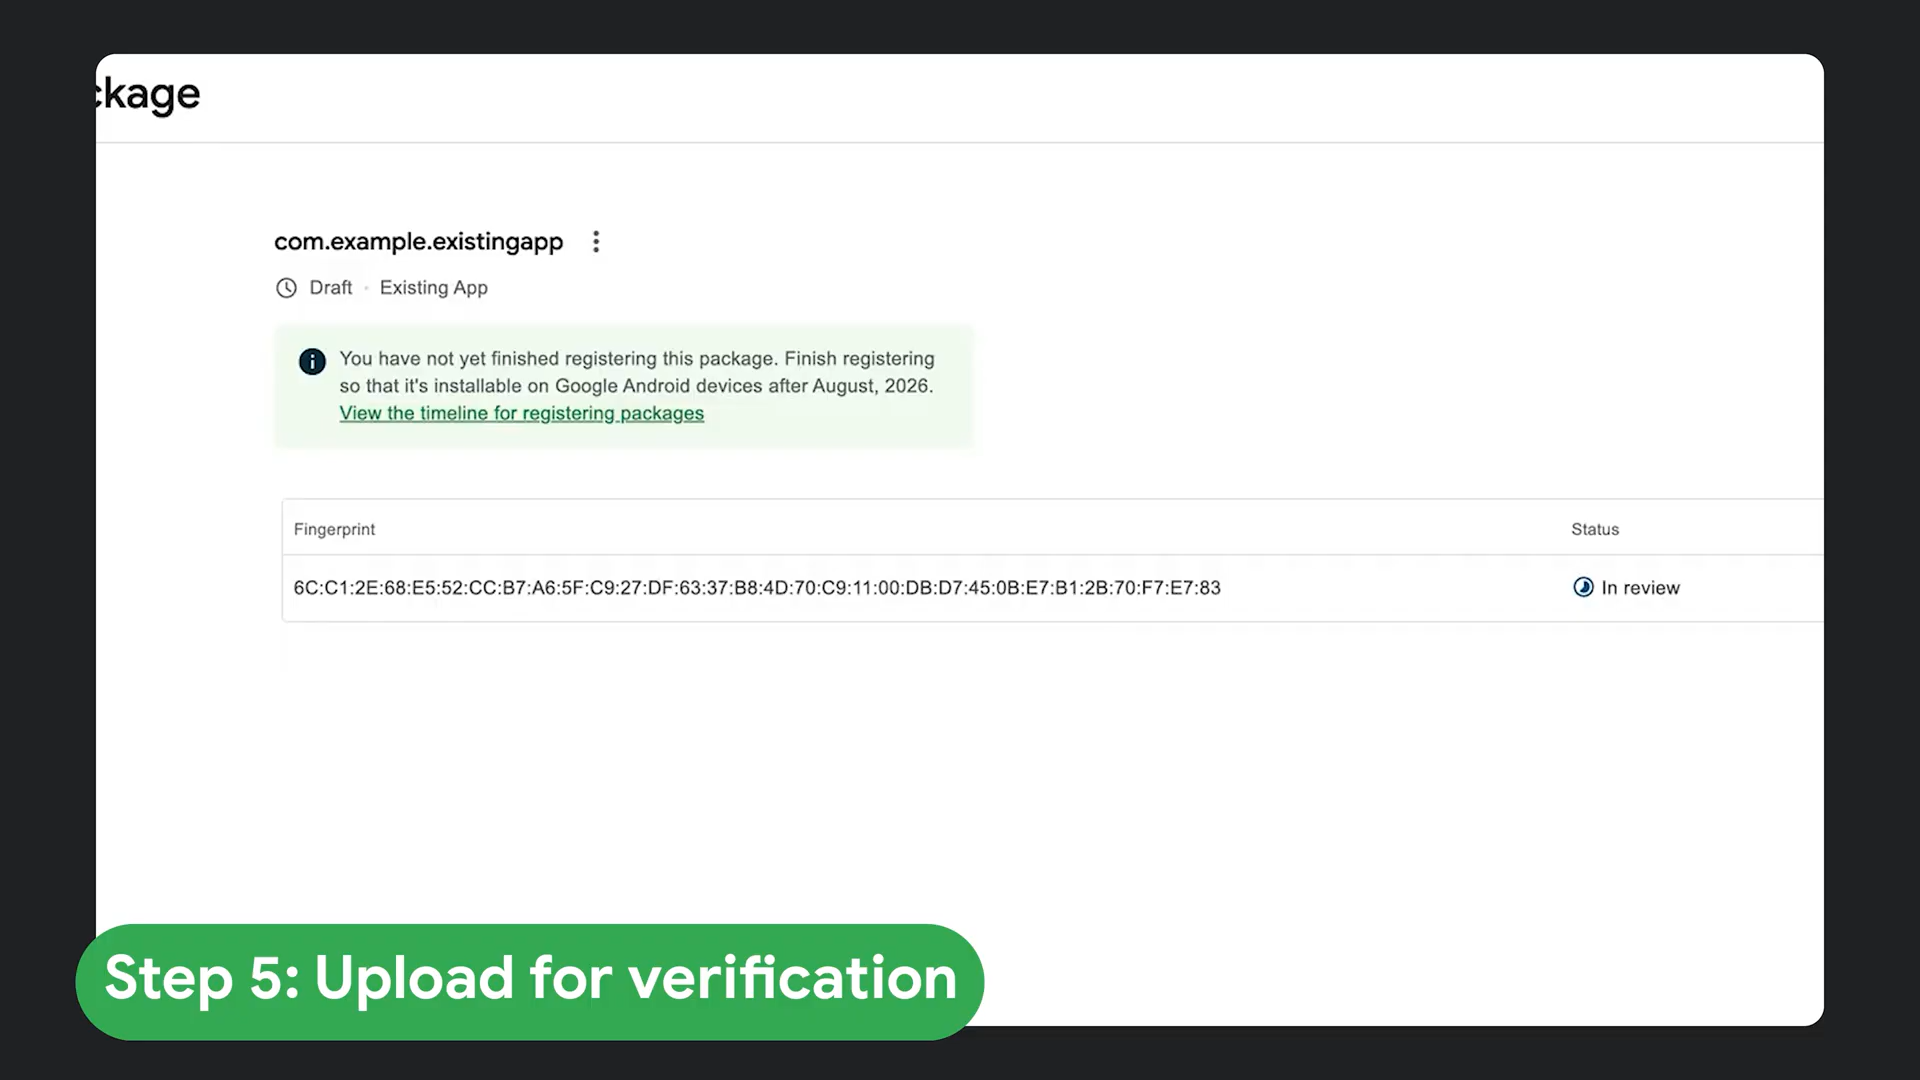 ckage
com.example.existingapp
Draft · Existing App
You have not yet finished registering this package. Finish registering
so that it's installable on Google Android devices after August, 2026.
View the timeline for registering packages
Fingerprint Status
6C:C1:2E:68:E5:52:CC:B7:A6:5F:C9:27:DF:63:37:B8:4D:70:C9:11:00:DB:D7:45:0B:E7:B1:2B:70:F7:E7:83 In review
Step 5: Upload for verification